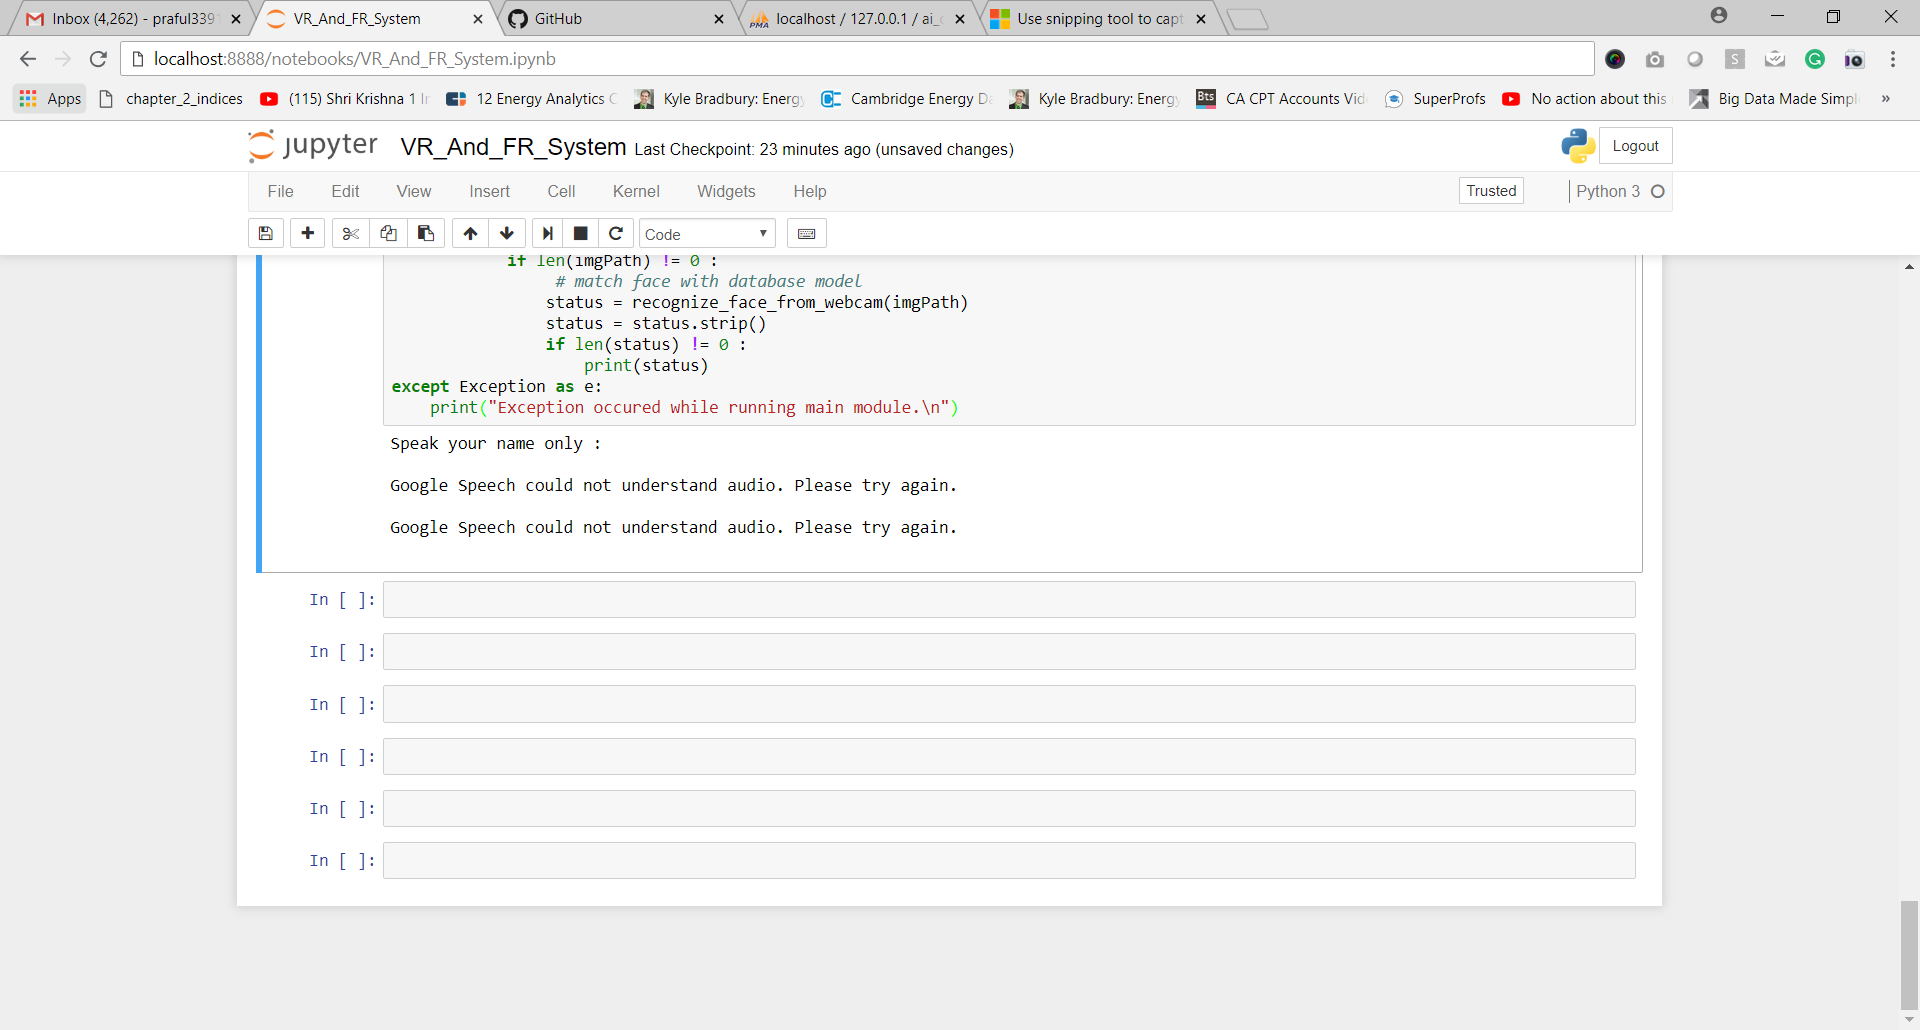 Inbox (4,262) - praful3391
VR_And_FR_System
GitHub
localhost / 127.0.0.1 / ai_
Use snipping tool to capt
localhost:8888/notebooks/VR_And_FR_System.ipynb
Apps
chapter_2_indices
(115) Shri Krishna 1
12 Energy Analytics
Kyle Bradbury: Energy
Cambridge Energy
Kyle Bradbury: Energy
Bts
CA CPT Accounts Vid
SuperProfs
No action about this
Big Data Made Simpl
»
jupyter
VR_And_FR_System Last Checkpoint: 23 minutes ago (unsaved changes)
Logout
File Edit View Insert Cell Kernel Widgets Help
Trusted
Python 3
Code
if len(imgPath) != 0 :
# match face with database model
status = recognize_face_from_webcam(imgPath)
status = status.strip()
if len(status) != 0 :
print(status)
except Exception as e:
print("Exception occured while running main module.\n")
Speak your name only :
Google Speech could not understand audio. Please try again.
Google Speech could not understand audio. Please try again.
In [ ]:
In [ ]:
In [ ]:
In [ ]:
In [ ]:
In [ ]: